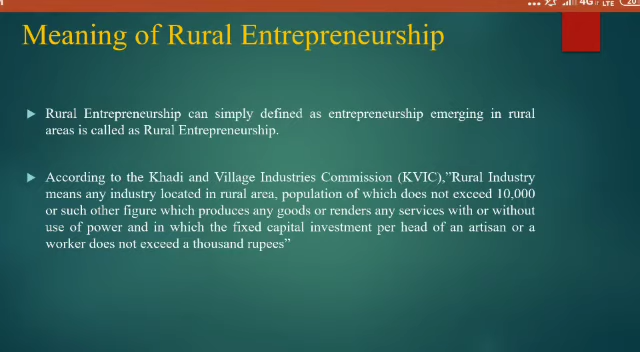 4G LTE 20
Meaning of Rural Entrepreneurship
Rural Entrepreneurship can simply defined as entrepreneurship emerging in rural
areas is called as Rural Entrepreneurship.
According to the Khadi and Village Industries Commission (KVIC),”Rural Industry
means any industry located in rural area, population of which does not exceed 10,000
or such other figure which produces any goods or renders any services with or without
use of power and in which the fixed capital investment per head of an artisan or a
worker does not exceed a thousand rupees”